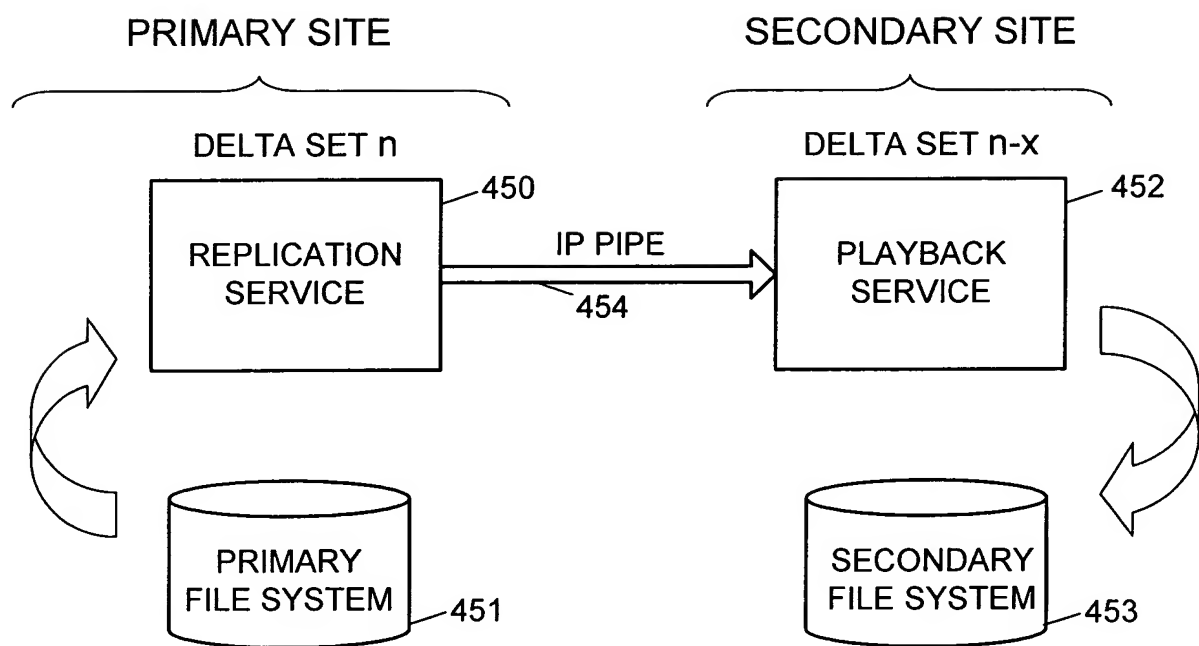 PRIMARY SITE
SECONDARY SITE
DELTA SET n
DELTA SET n-x
450
452
REPLICATION
SERVICE
IP PIPE
454
PLAYBACK
SERVICE
PRIMARY
FILE SYSTEM
451
SECONDARY
FILE SYSTEM
453